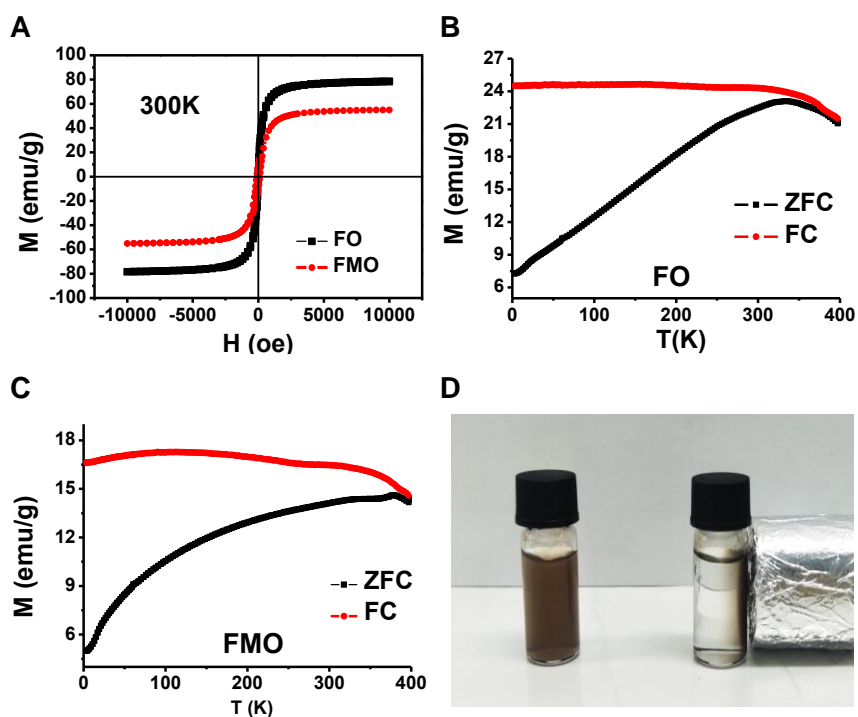 A
M (emu/g)
100
80
60
40
20
0
-20
-40
-60
-80
-100
300K
FO
FMO
-10000 -5000 0 5000 10000
H (oe)
B
M (emu/g)
27
24
21
18
15
12
9
6
ZFC
FC
FO
0 100 200 300 400
T(K)
C
M (emu/g)
18
15
12
9
6
ZFC
FC
FMO
0 100 200 300 400
T (K)
D